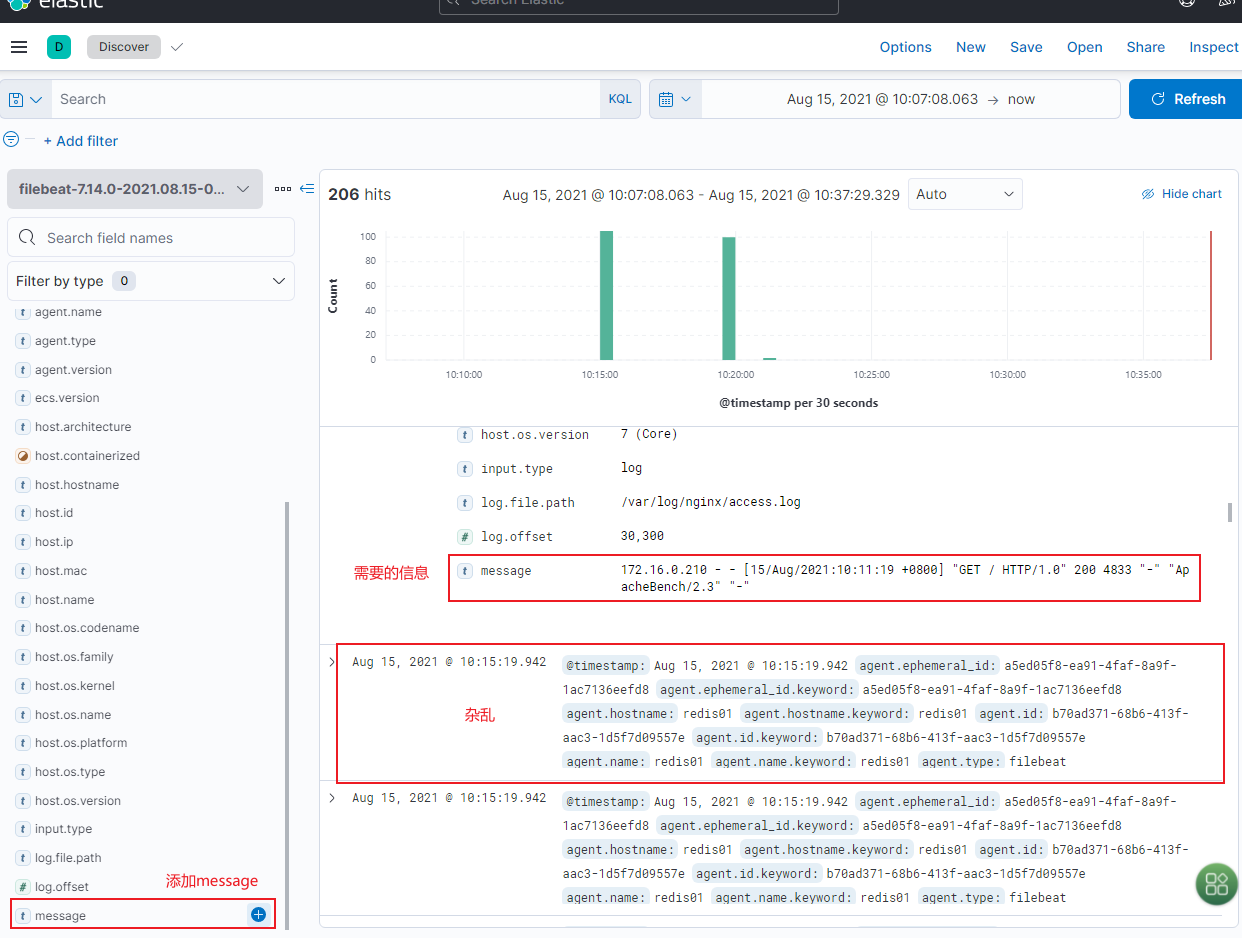 elastic
Search Elastic
D
Discover
Options
New
Save
Open
Share
Inspect
Search
KQL
Aug 15, 2021 @ 10:07:08.063 → now
Refresh
+ Add filter
filebeat-7.14.0-2021.08.15-0...
Search field names
Filter by type 0
t agent.name
t agent.type
t agent.version
t ecs.version
t host.architecture
host.containerized
t host.hostname
t host.id
t host.ip
t host.mac
t host.name
t host.os.codename
t host.os.family
t host.os.kernel
t host.os.name
t host.os.platform
t host.os.type
t host.os.version
t input.type
t log.file.path
# log.offset
添加message
t message
206 hits
Aug 15, 2021 @ 10:07:08.063 - Aug 15, 2021 @ 10:37:29.329
Auto
Hide chart
Count
100
80
60
40
20
0
10:10:00
10:15:00
10:20:00
10:25:00
10:30:00
10:35:00
@timestamp per 30 seconds
t host.os.version 7 (Core)
t input.type log
t log.file.path /var/log/nginx/access.log
# log.offset 30,300
需要的信息
t message 172.16.0.210 - - [15/Aug/2021:10:11:19 +0800] "GET / HTTP/1.0" 200 4833 "-" "Ap
acheBench/2.3" "-"
Aug 15, 2021 @ 10:15:19.942
杂乱
@timestamp: Aug 15, 2021 @ 10:15:19.942 agent.ephemeral_id: a5ed05f8-ea91-4faf-8a9f-
1ac7136eefd8 agent.ephemeral_id.keyword: a5ed05f8-ea91-4faf-8a9f-1ac7136eefd8
agent.hostname: redis01 agent.hostname.keyword: redis01 agent.id: b70ad371-68b6-413f-
aac3-1d5f7d09557e agent.id.keyword: b70ad371-68b6-413f-aac3-1d5f7d09557e
agent.name: redis01 agent.name.keyword: redis01 agent.type: filebeat
Aug 15, 2021 @ 10:15:19.942
@timestamp: Aug 15, 2021 @ 10:15:19.942 agent.ephemeral_id: a5ed05f8-ea91-4faf-8a9f-
1ac7136eefd8 agent.ephemeral_id.keyword: a5ed05f8-ea91-4faf-8a9f-1ac7136eefd8
agent.hostname: redis01 agent.hostname.keyword: redis01 agent.id: b70ad371-68b6-413f-
aac3-1d5f7d09557e agent.id.keyword: b70ad371-68b6-413f-aac3-1d5f7d09557e
agent.name: redis01 agent.name.keyword: redis01 agent.type: filebeat